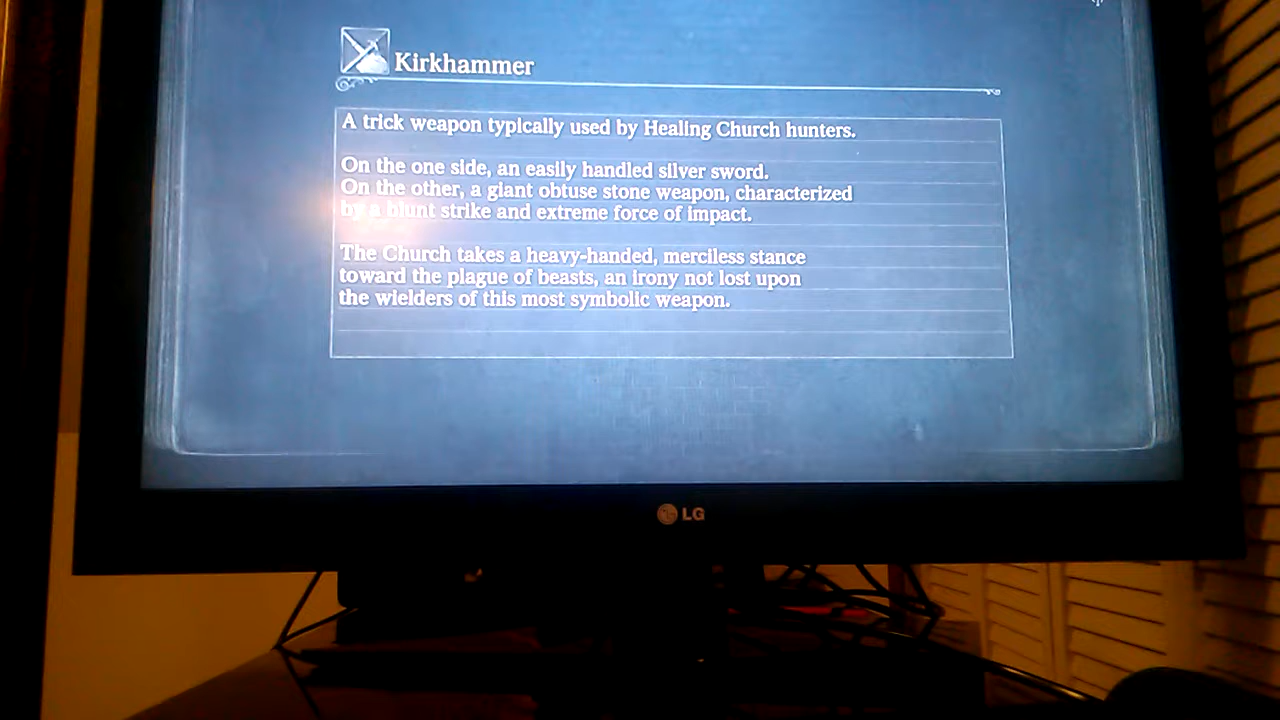 Kirkhammer
A trick weapon typically used by Healing Church hunters.
On the one side, an easily handled silver sword.
On the other, a giant obtuse stone weapon, characterized
by a blunt strike and extreme force of impact.
The Church takes a heavy-handed, merciless stance
toward the plague of beasts, an irony not lost upon
the wielders of this most symbolic weapon.
LG